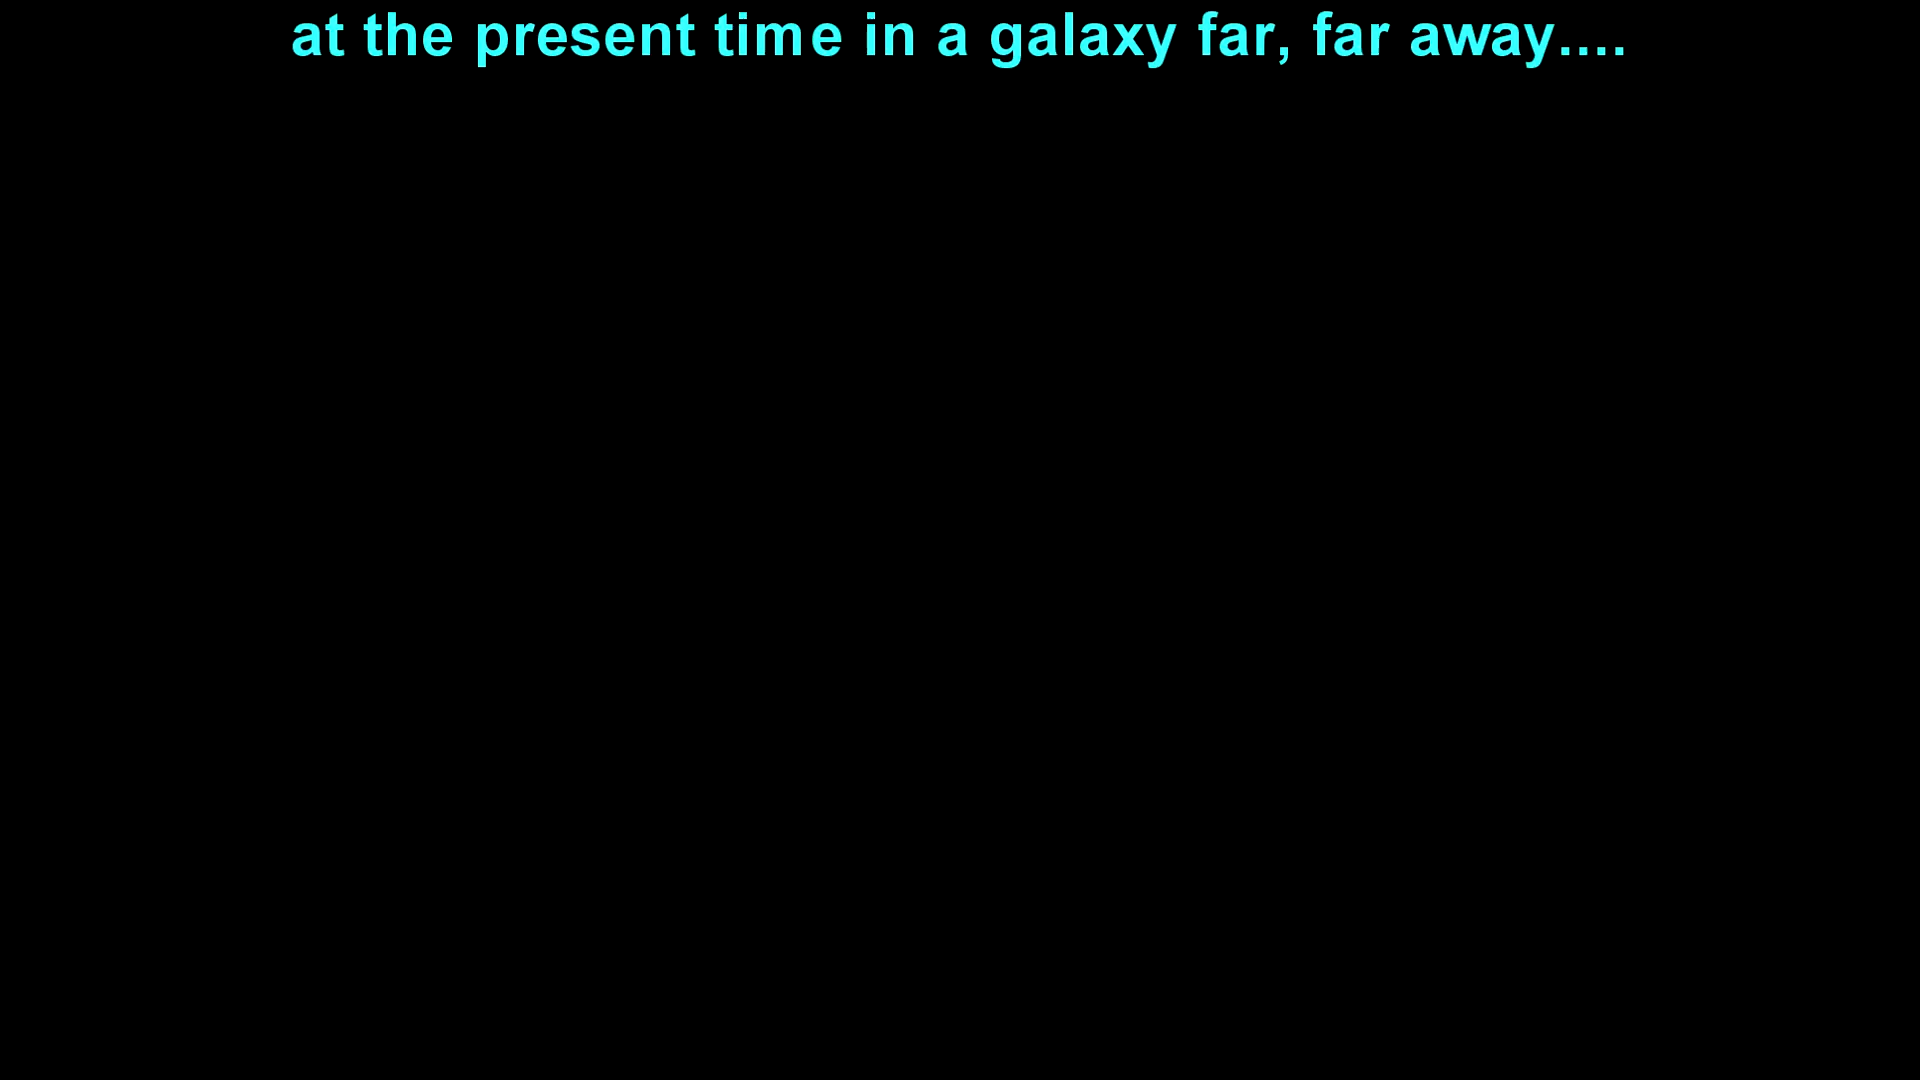 at the present time in a galaxy far, far away....